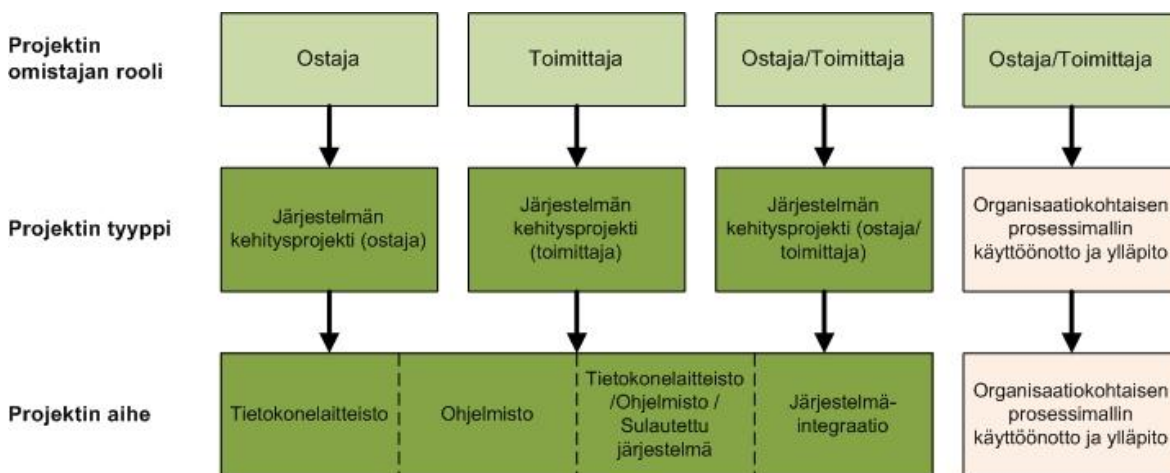 Projektin
omistajan rooli
Ostaja
Toimittaja
Ostaja/Toimittaja
Ostaja/Toimittaja
Projektin tyyppi
Järjestelmän
kehitysprojekti (ostaja)
Järjestelmän
kehitysprojekti
(toimittaja)
Järjestelmän
kehitysprojekti (ostaja/
toimittaja)
Organisaatiokohtaisen
prosessimallin
käyttöönotto ja ylläpito
Projektin aihe
Tietokonelaitteisto
Ohjelmisto
Tietokonelaitteisto
/Ohjelmisto /
Sulautettu
järjestelmä
Järjestelmä-
integraatio
Organisaatiokohtaisen
prosessimallin
käyttöönotto ja ylläpito